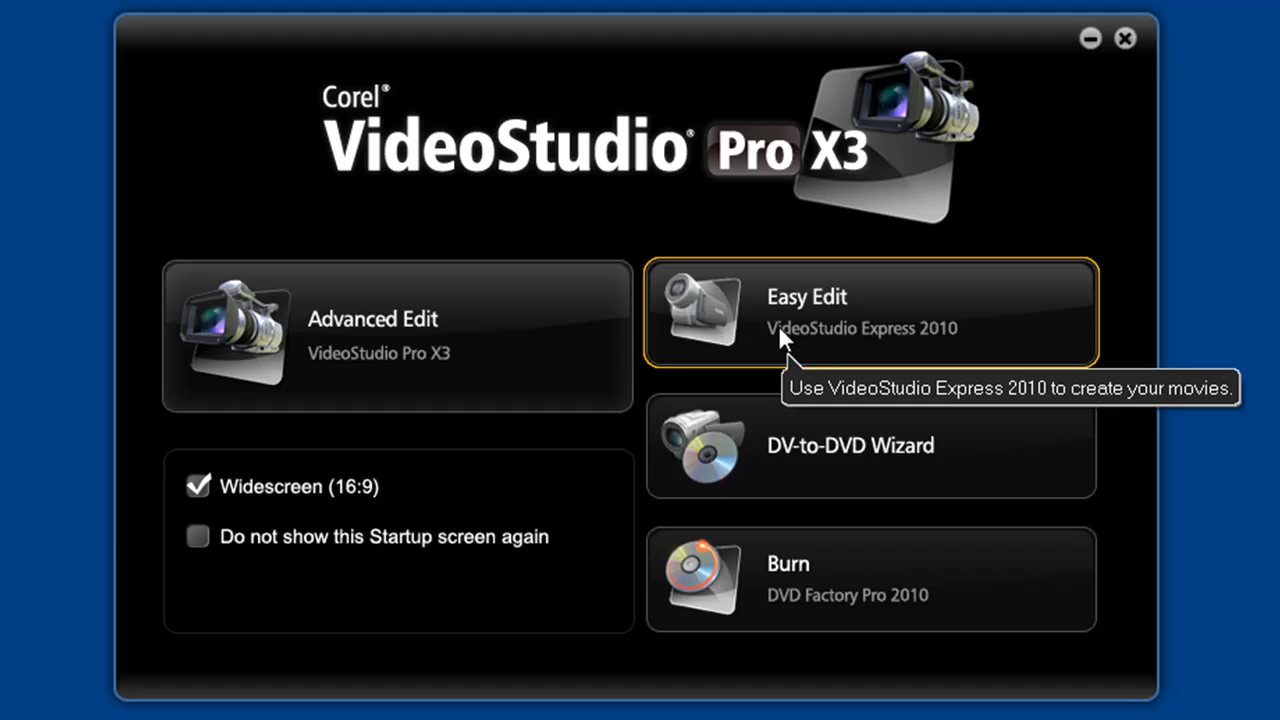 Corel®
VideoStudio® Pro X3
Advanced Edit
VideoStudio Pro X3
Easy Edit
VideoStudio Express 2010
Use VideoStudio Express 2010 to create your movies.
DV-to-DVD Wizard
Widescreen (16:9)
Do not show this Startup screen again
Burn
DVD Factory Pro 2010